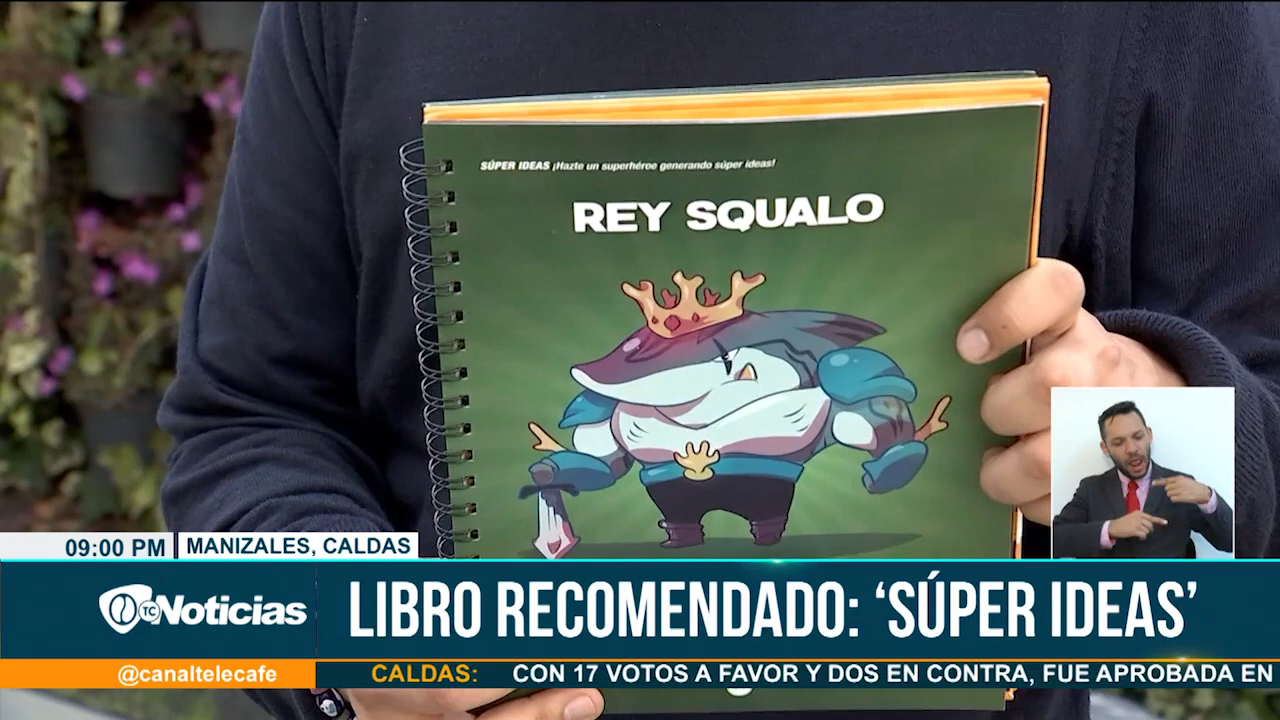 SÚPER IDEAS ¡Hazte un superhéroe generando súper ideas!
REY SQUALO
09:00 PM
MANIZALES, CALDAS
TC Noticias
LIBRO RECOMENDADO: ‘SÚPER IDEAS’
@canaltelecafe
CALDAS: CON 17 VOTOS A FAVOR Y DOS EN CONTRA, FUE APROBADA EN